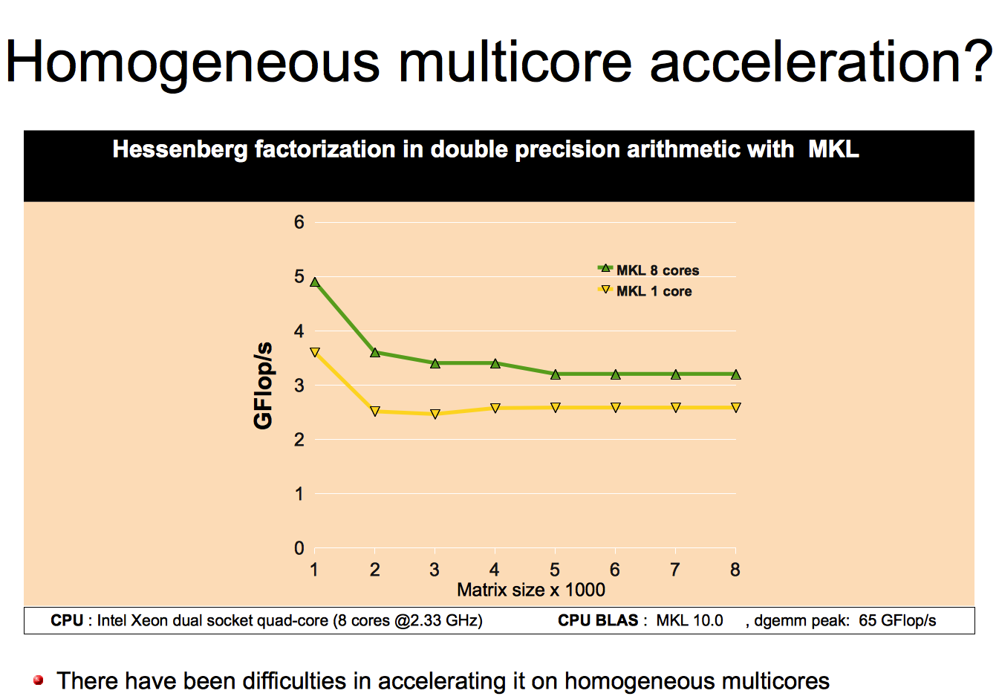 Homogeneous multicore acceleration?
Hessenberg factorization in double precision arithmetic with MKL
6
5
4
3
2
1
0
GFlop/s
MKL 8 cores
MKL 1 core
1 2 3 4 5 6 7 8
Matrix size x 1000
CPU : Intel Xeon dual socket quad-core (8 cores @2.33 GHz) CPU BLAS : MKL 10.0 , dgemm peak: 65 GFlop/s
There have been difficulties in accelerating it on homogeneous multicores